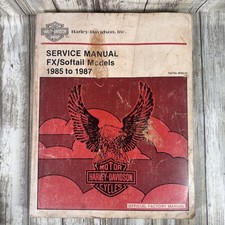 Harley-Davidson, Inc.
SERVICE MANUAL
FX/Softail Models
1985 to 1987
MOTOR
HARLEY-DAVIDSON
CYCLES
OFFICIAL FACTORY MANUAL